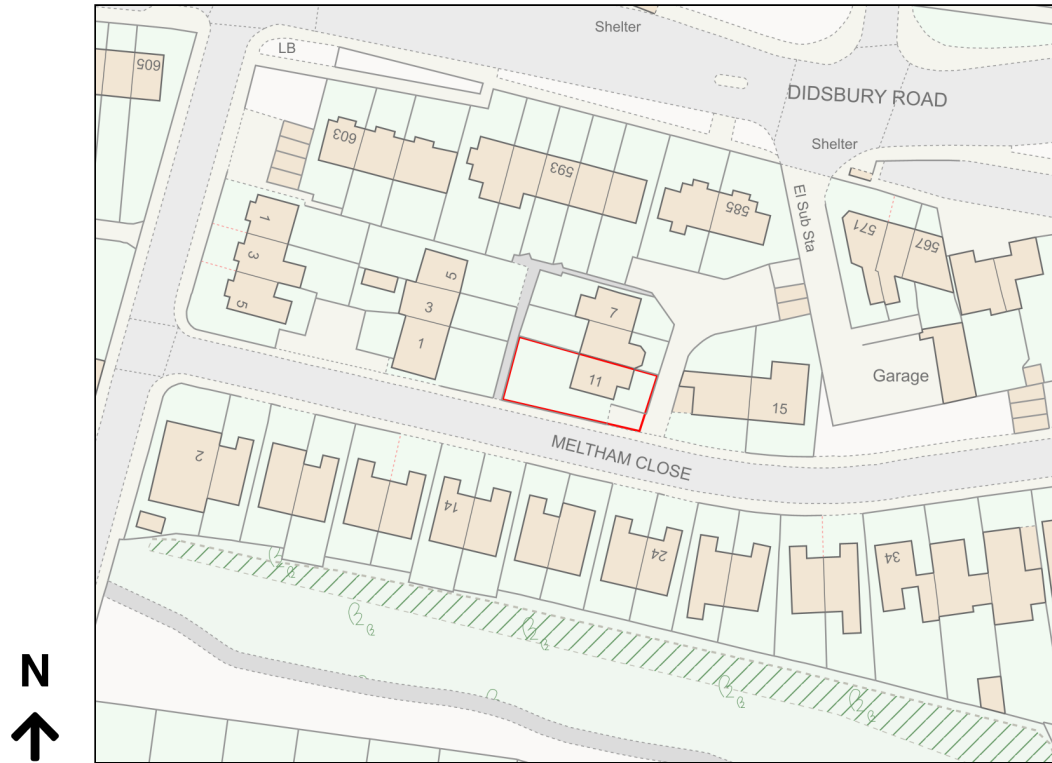 Shelter
LB
605
DIDSBURY ROAD
603
593
Shelter
585
El Sub Sta
571
567
1
3
5
5
3
1
7
11
15
Garage
MELTHAM CLOSE
2
14
24
34
N